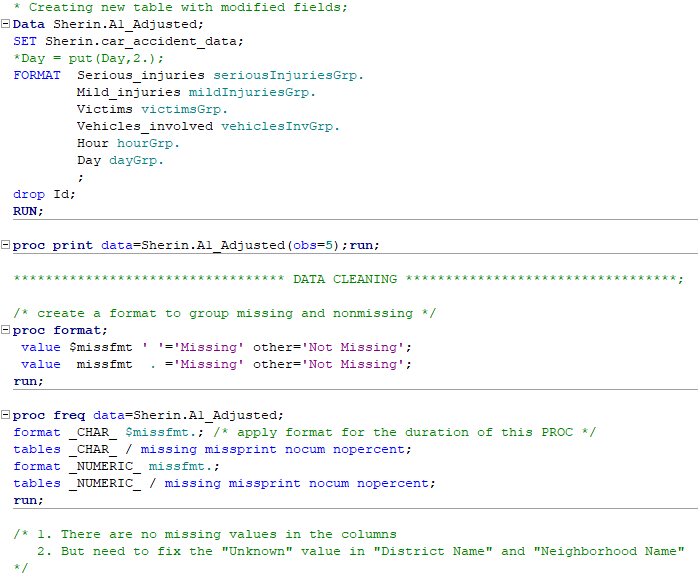 * Creating new table with modified fields;
Data Sherin.A1_Adjusted;
SET Sherin.car_accident_data;
*Day = put(Day,2.);
FORMAT  Serious_injuries seriousInjuriesGrp.
        Mild_injuries mildInjuriesGrp.
        Victims victimsGrp.
        Vehicles_involved vehiclesInvGrp.
        Hour hourGrp.
        Day dayGrp.
        ;
drop Id;
RUN;
proc print data=Sherin.A1_Adjusted(obs=5);run;
********************************** DATA CLEANING **********************************;
/* create a format to group missing and nonmissing */
proc format;
 value $missfmt ' '='Missing' other='Not Missing';
 value  missfmt  . ='Missing' other='Not Missing';
run;
proc freq data=Sherin.A1_Adjusted;
format _CHAR_ $missfmt.; /* apply format for the duration of this PROC */
tables _CHAR_ / missing missprint nocum nopercent;
format _NUMERIC_ missfmt.;
tables _NUMERIC_ / missing missprint nocum nopercent;
run;
/* 1. There are no missing values in the columns
   2. But need to fix the "Unknown" value in "District Name" and "Neighborhood Name"
*/